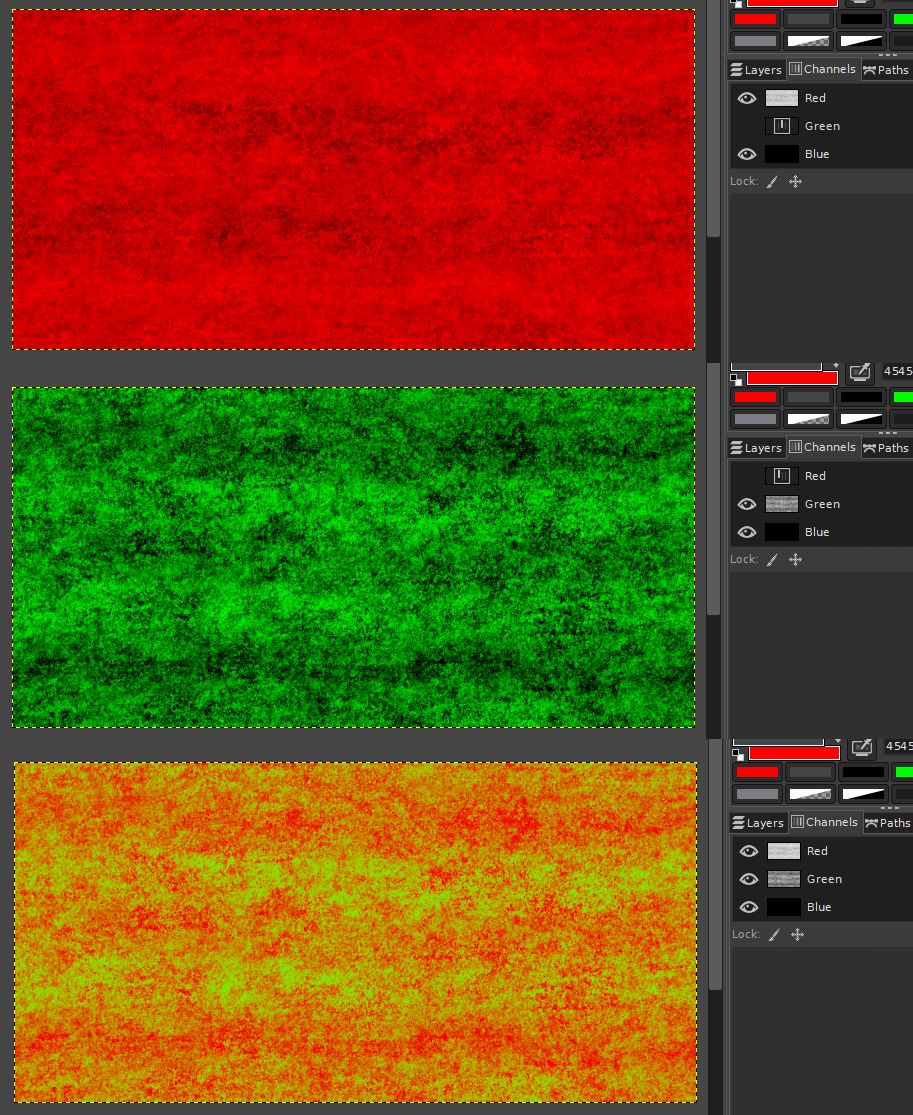 Layers Channels Paths
Red
Green
Blue
Lock:
4545
Layers Channels Paths
Red
Green
Blue
Lock:
4545
Layers Channels Paths
Red
Green
Blue
Lock: